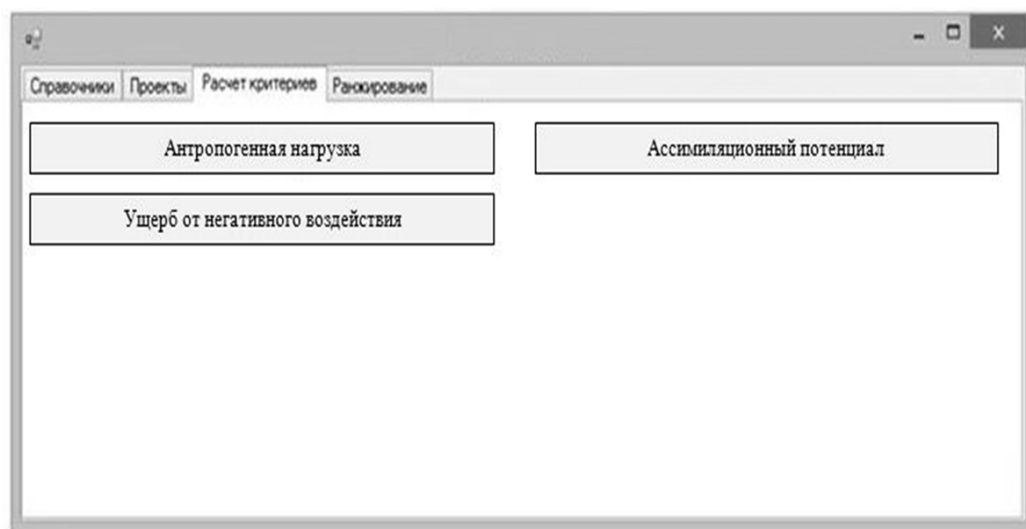 Справочники Проекты Расчет критериев Ранжирование
Антропогенная нагрузка Ассимиляционный потенциал
Ущерб от негативного воздействия